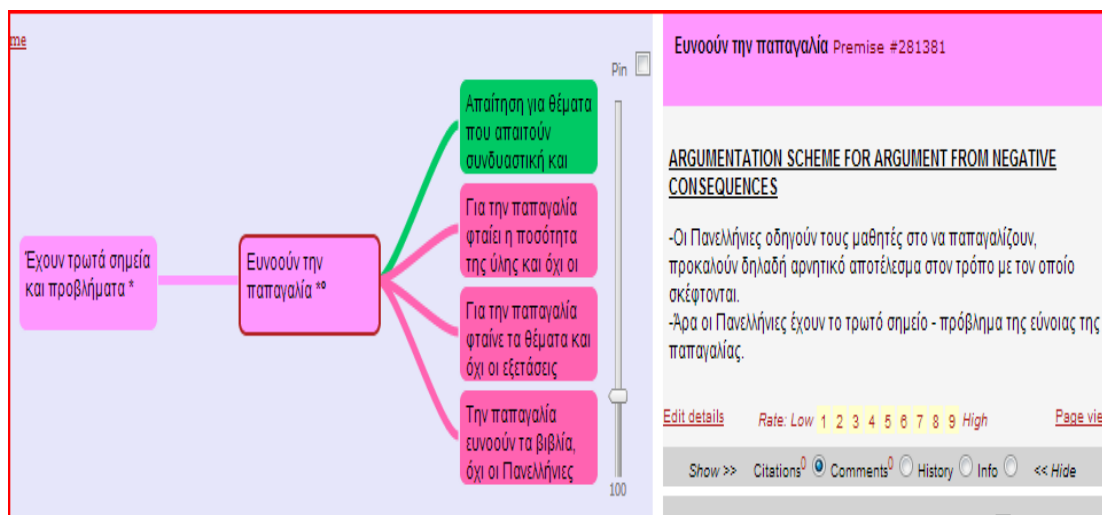 me
Pin
Έχουν τρωτά σημεία
και προβλήματα *
Ευνοούν την
παπαγαλία *º
Απαίτηση για θέματα
που απαιτούν
συνδυαστική και
Για την παπαγαλία
φταίει η ποσότητα
της ύλης και όχι οι
Για την παπαγαλία
φταίνε τα θέματα και
όχι οι εξετάσεις
Την παπαγαλία
ευνοούν τα βιβλία,
όχι οι Πανελλήνιες
100
Ευνοούν την παπαγαλία Premise #281381
ARGUMENTATION SCHEME FOR ARGUMENT FROM NEGATIVE
CONSEQUENCES
-Οι Πανελλήνιες οδηγούν τους μαθητές στο να παπαγαλίζουν,
προκαλούν δηλαδή αρνητικό αποτέλεσμα στον τρόπο με τον οποίο
σκέφτονται.
-Άρα οι Πανελλήνιες έχουν το τρωτό σημείο - πρόβλημα της εύνοιας της
παπαγαλίας.
Edit details Rate: Low 1 2 3 4 5 6 7 8 9 High Page vie
Show >> Citations0 Comments0 History Info << Hide